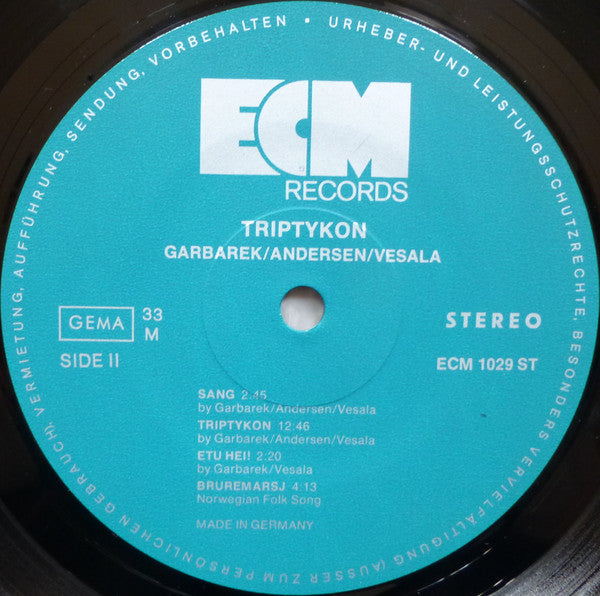 URHEBER- UND LEISTUNGSSCHUTZRECHTE, BESONDERS VERVIELFÄLTIGUNG (AUSSER ZUM PERSÖNLICHEN GEBRAUCH), VERMIETUNG, AUFFÜHRUNG, SENDUNG, VORBEHALTEN •
ECM
RECORDS
TRIPTYKON
GARBAREK/ANDERSEN/VESALA
GEMA
33
M
STEREO
SIDE II
ECM 1029 ST
SANG 2:45
by Garbarek/Andersen/Vesala
TRIPTYKON 12:46
by Garbarek/Andersen/Vesala
ETU HEI! 2:20
by Garbarek/Vesala
BRUREMARSJ 4:13
Norwegian Folk Song
MADE IN GERMANY